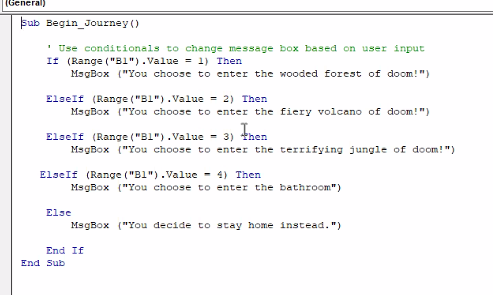 (General)
Sub Begin_Journey()
' Use conditionals to change message box based on user input
If (Range("B1").Value = 1) Then
MsgBox ("You choose to enter the wooded forest of doom!")
ElseIf (Range("B1").Value = 2) Then
MsgBox ("You choose to enter the fiery volcano of doom!")
ElseIf (Range("B1").Value = 3) Then
MsgBox ("You choose to enter the terrifying jungle of doom!")
ElseIf (Range("B1").Value = 4) Then
MsgBox ("You choose to enter the bathroom")
Else
MsgBox ("You decide to stay home instead.")
End If
End Sub